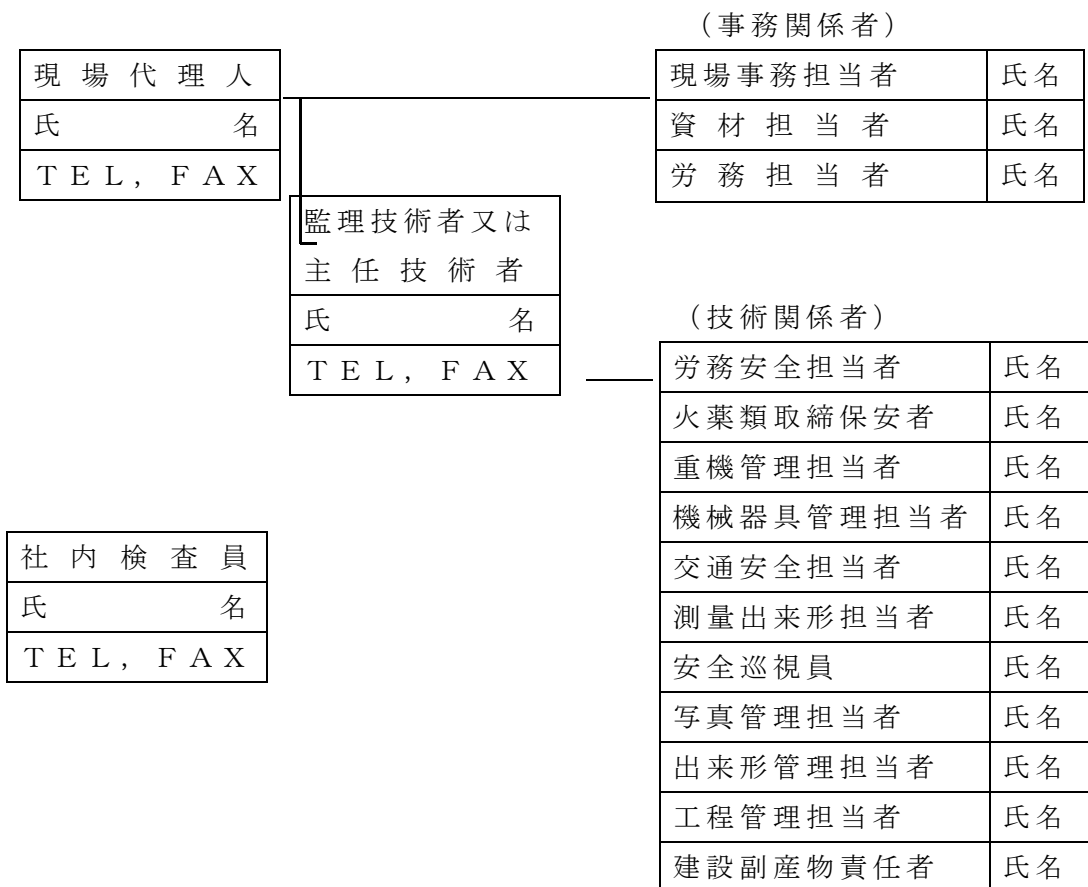 (事務関係者)
現場代理人
氏名
TEL, FAX
現場事務担当者 氏名
資材担当者 氏名
労務担当者 氏名
監理技術者又は
主任技術者
氏名
TEL, FAX
(技術関係者)
労務安全担当者 氏名
火薬類取締保安者 氏名
重機管理担当者 氏名
機械器具管理担当者 氏名
交通安全担当者 氏名
測量出来形担当者 氏名
安全巡視員 氏名
写真管理担当者 氏名
出来形管理担当者 氏名
工程管理担当者 氏名
建設副産物責任者 氏名
社内検査員
氏名
TEL, FAX